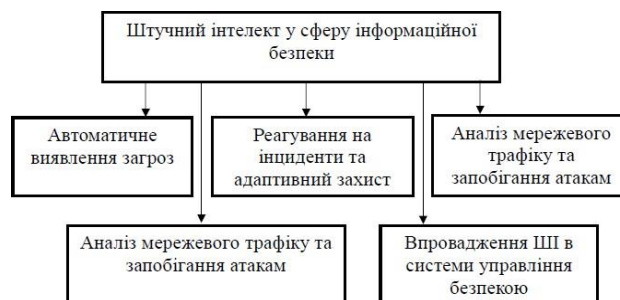 Штучний інтелект у сферу інформаційної
безпеки
Автоматичне
виявлення загроз
Реагування на
інциденти та
адаптивний захист
Аналіз мережевого
трафіку та
запобігання атакам
Аналіз мережевого трафіку та
запобігання атакам
Впровадження ШІ в
системи управління
безпекою